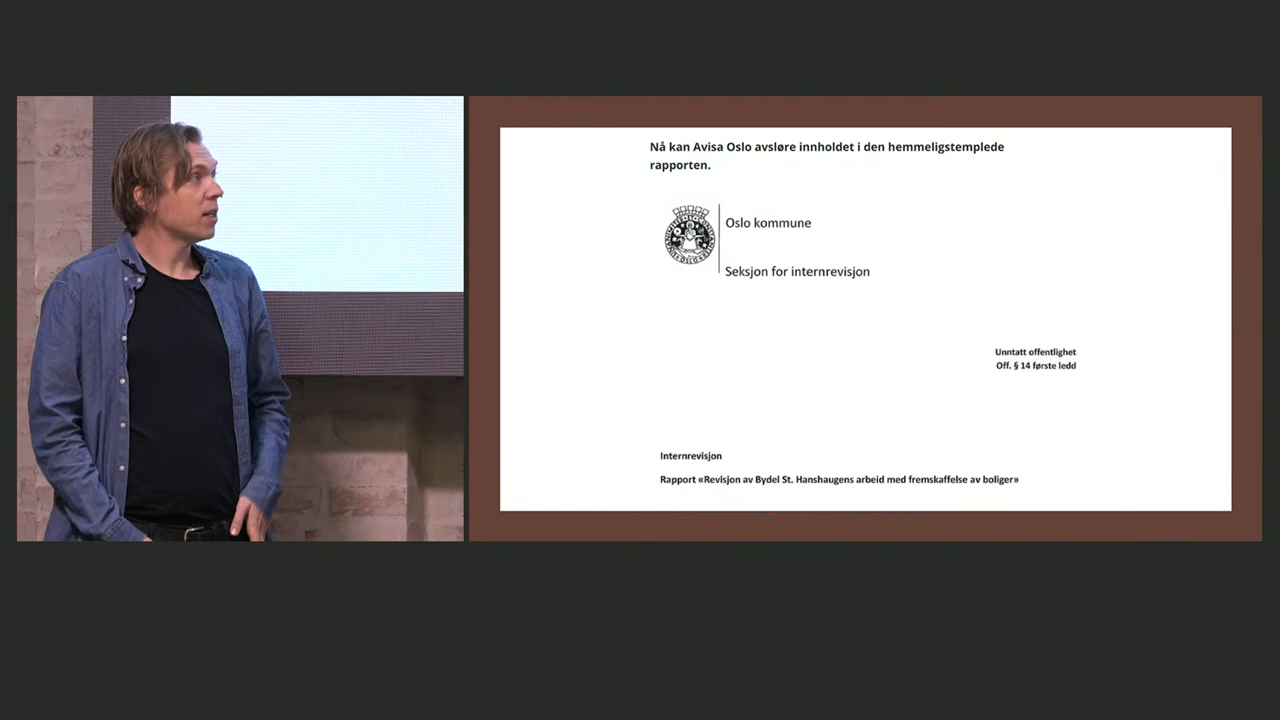 Nå kan Avisa Oslo avsløre innholdet i den hemmeligstemplede
rapporten.
Oslo kommune
Seksjon for internrevisjon
Unntatt offentlighet
Off. § 14 første ledd
Internrevisjon
Rapport «Revisjon av Bydel St. Hanshaugens arbeid med fremskaffelse av boliger»